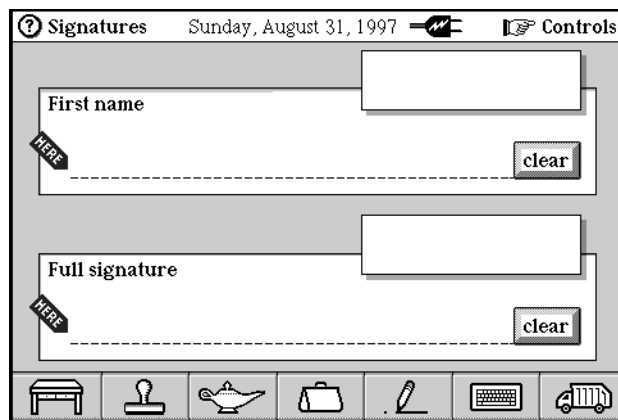 ? Signatures Sunday, August 31, 1997 Controls
First name
HERE
clear
Full signature
HERE
clear